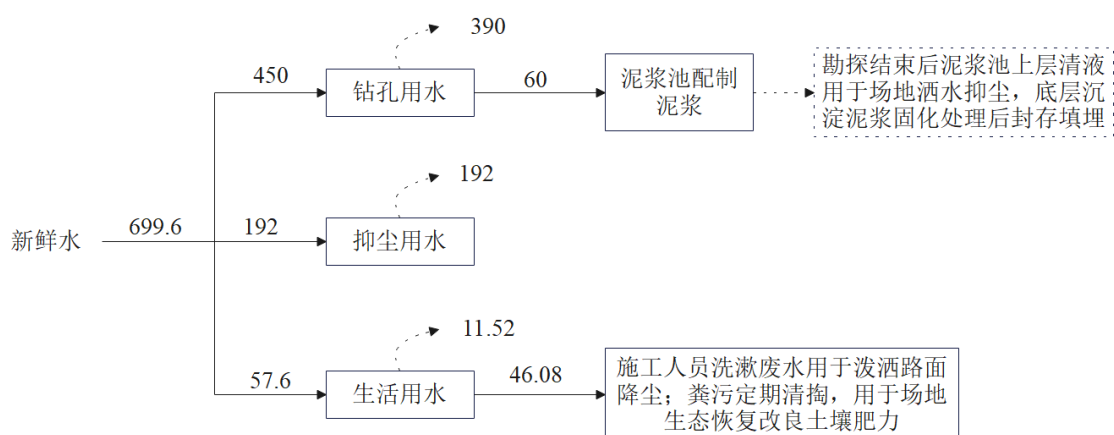 390
450
钻孔用水
60
泥浆池配制
泥浆
勘探结束后泥浆池上层清液
用于场地洒水抑尘，底层沉
淀泥浆固化处理后封存填埋
192
新鲜水
699.6
192
抑尘用水
11.52
57.6
生活用水
46.08
施工人员洗漱废水用于泼洒路面
降尘；粪污定期清掏，用于场地
生态恢复改良土壤肥力